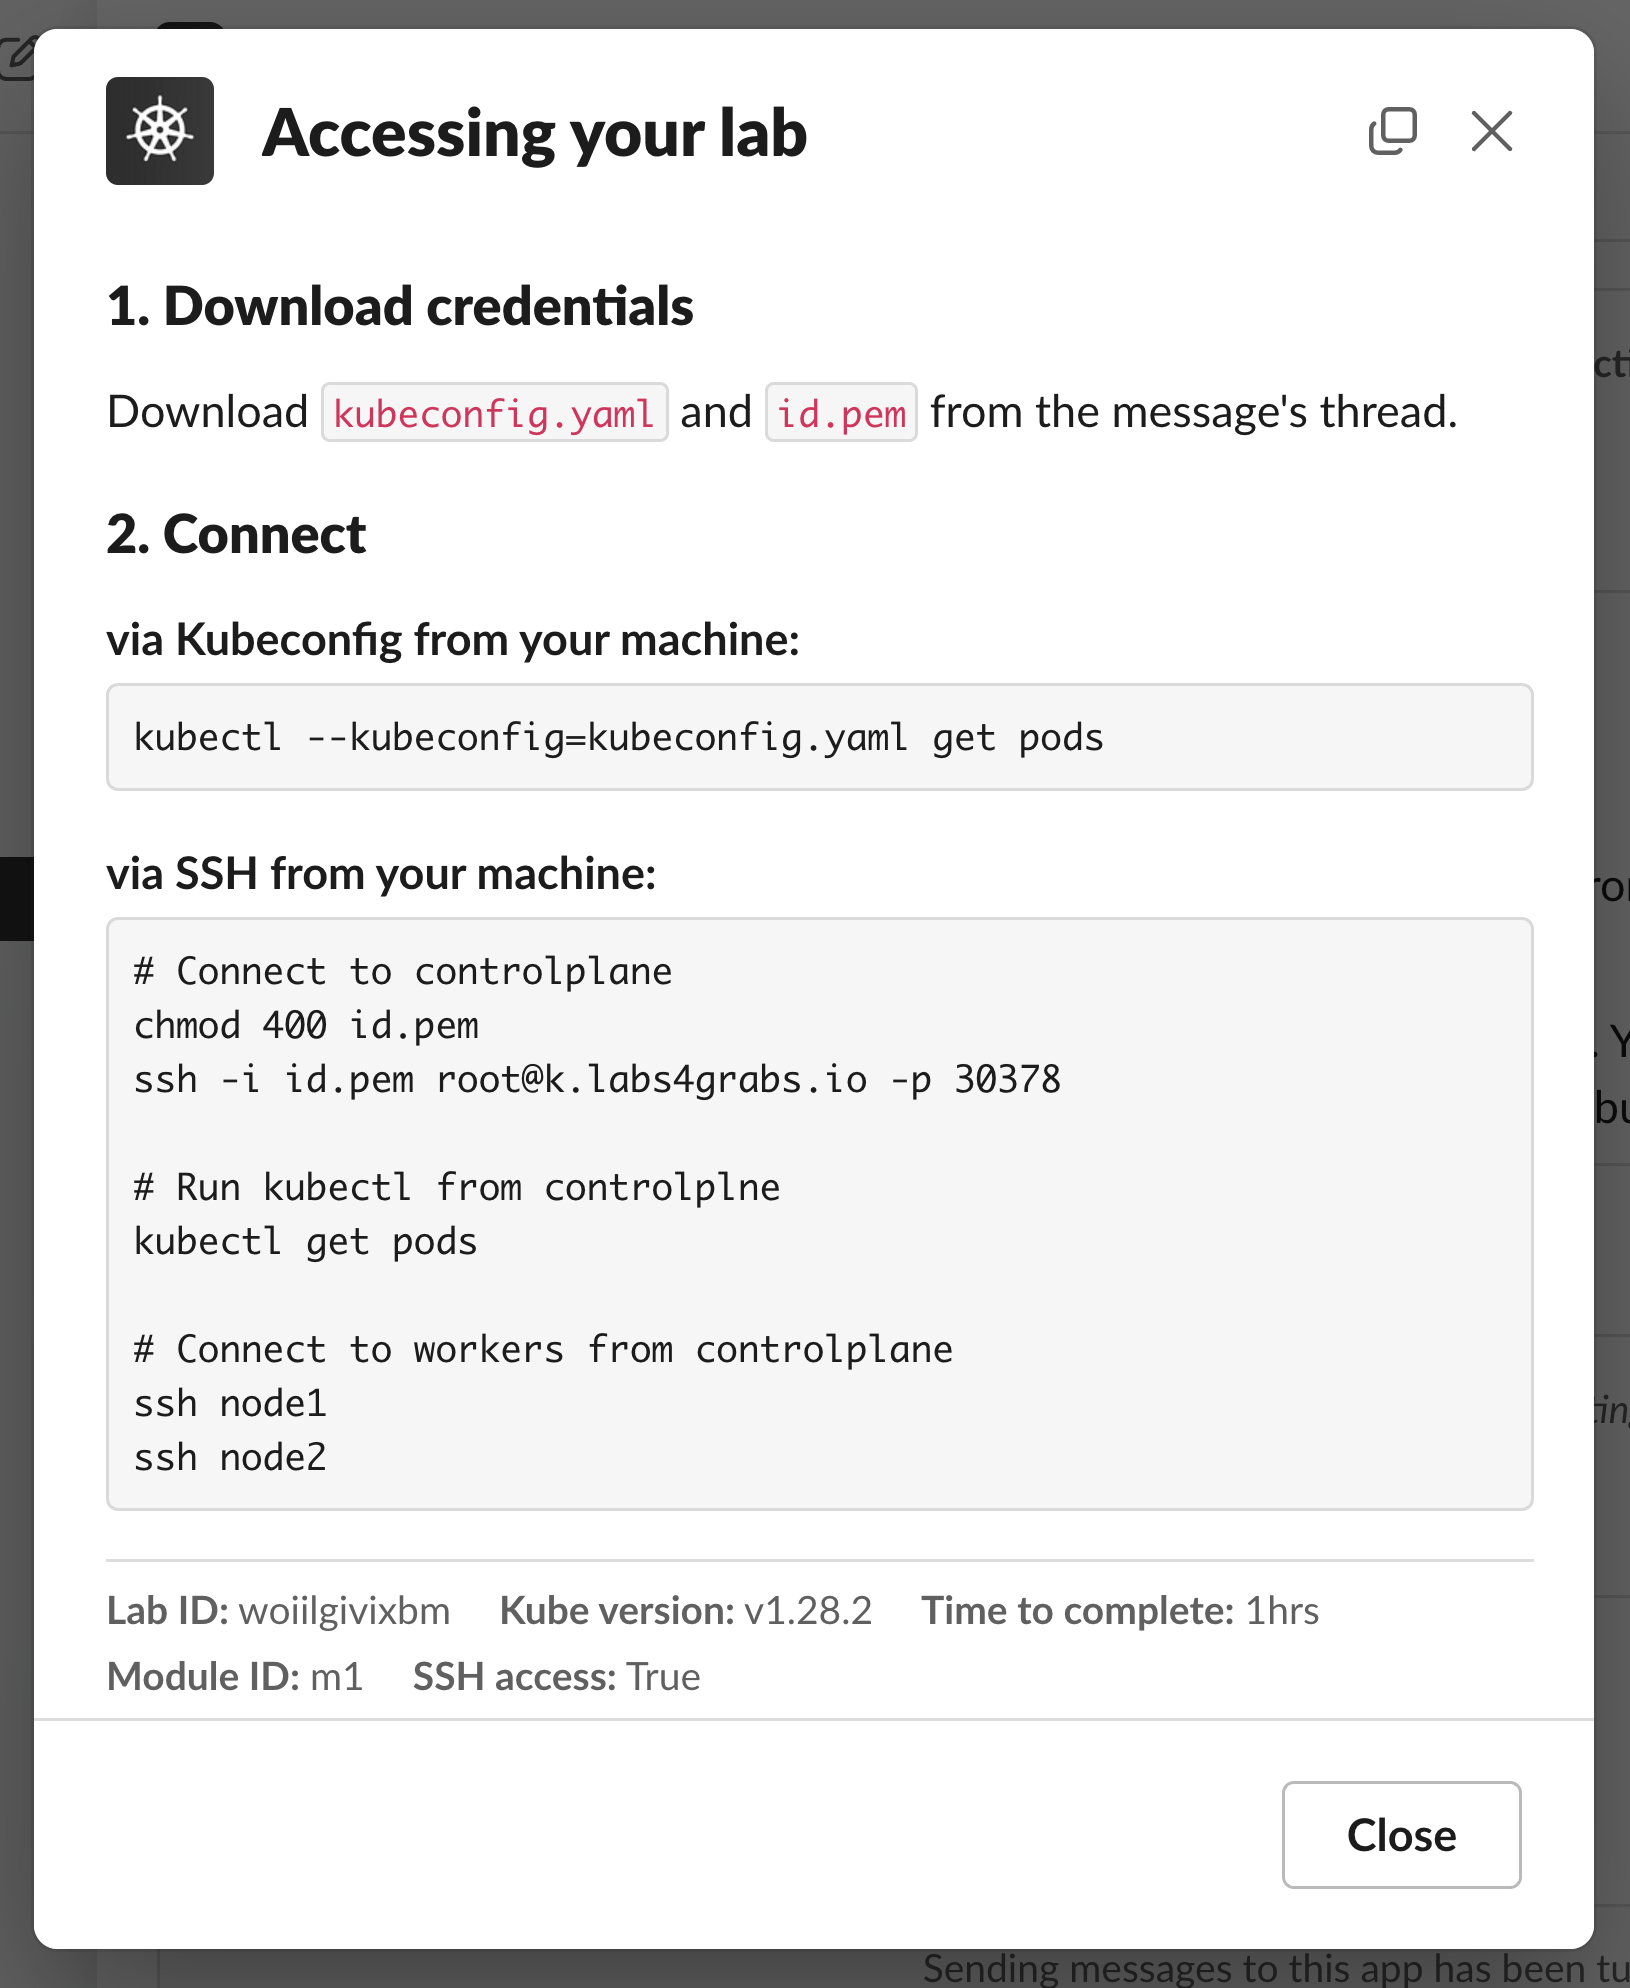 Accessing your lab
1. Download credentials
Download kubeconfig.yaml and id.pem from the message's thread.
2. Connect
via Kubeconfig from your machine:
kubectl --kubeconfig=kubeconfig.yaml get pods
via SSH from your machine:
# Connect to controlplane
chmod 400 id.pem
ssh -i id.pem root@k.labs4grabs.io -p 30378
# Run kubectl from controlplne
kubectl get pods
# Connect to workers from controlplane
ssh node1
ssh node2
Lab ID: woiilgivixbm Kube version: v1.28.2 Time to complete: 1hrs
Module ID: m1 SSH access: True
Close
Sending messages to this app has been tu